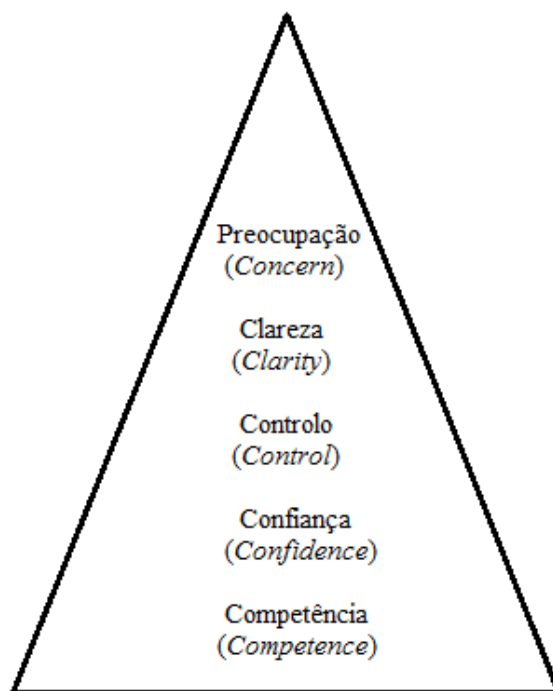 Preocupação
(Concern)
Clareza
(Clarity)
Controlo
(Control)
Confiança
(Confidence)
Competência
(Competence)